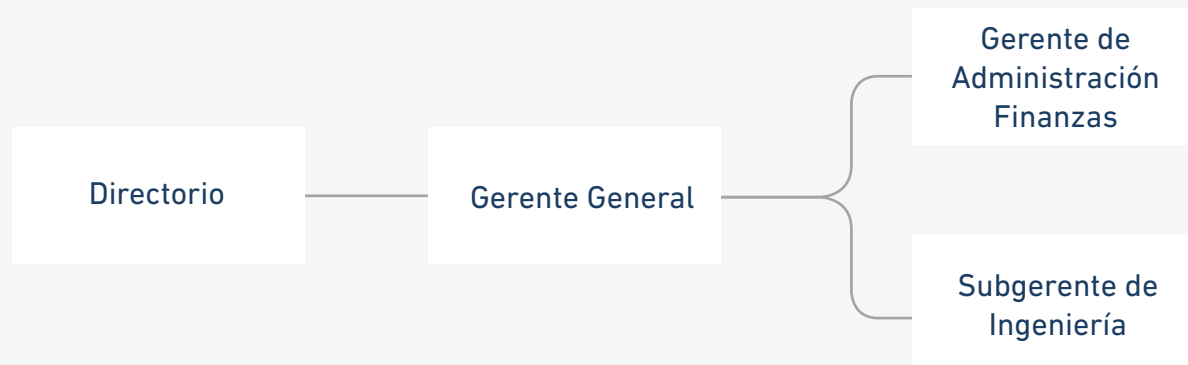 Directorio
Gerente General
Gerente de
Administración
Finanzas
Subgerente de
Ingeniería